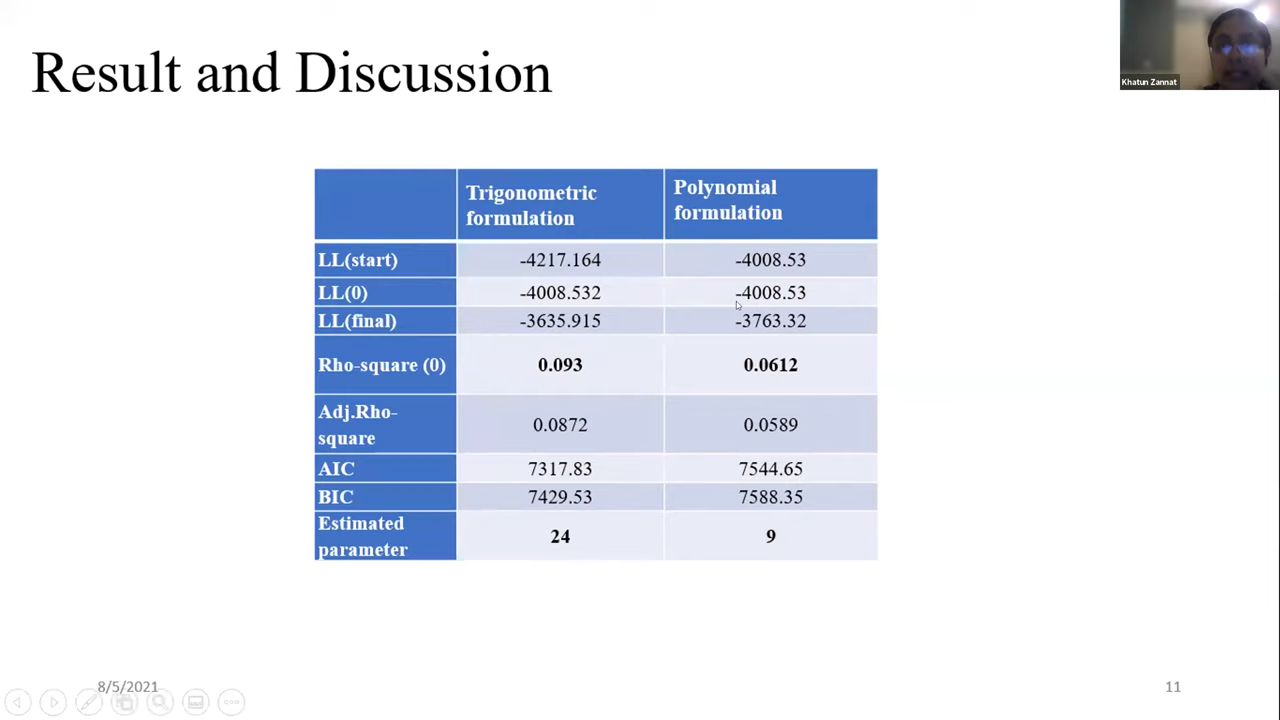 Result and Discussion
Khatun Zannat
Trigonometric
formulation
Polynomial
formulation
LL(start) -4217.164 -4008.53
LL(0) -4008.532 -4008.53
LL(final) -3635.915 -3763.32
Rho-square (0) 0.093 0.0612
Adj.Rho-
square 0.0872 0.0589
AIC 7317.83 7544.65
BIC 7429.53 7588.35
Estimated
parameter 24 9
8/5/2021
11